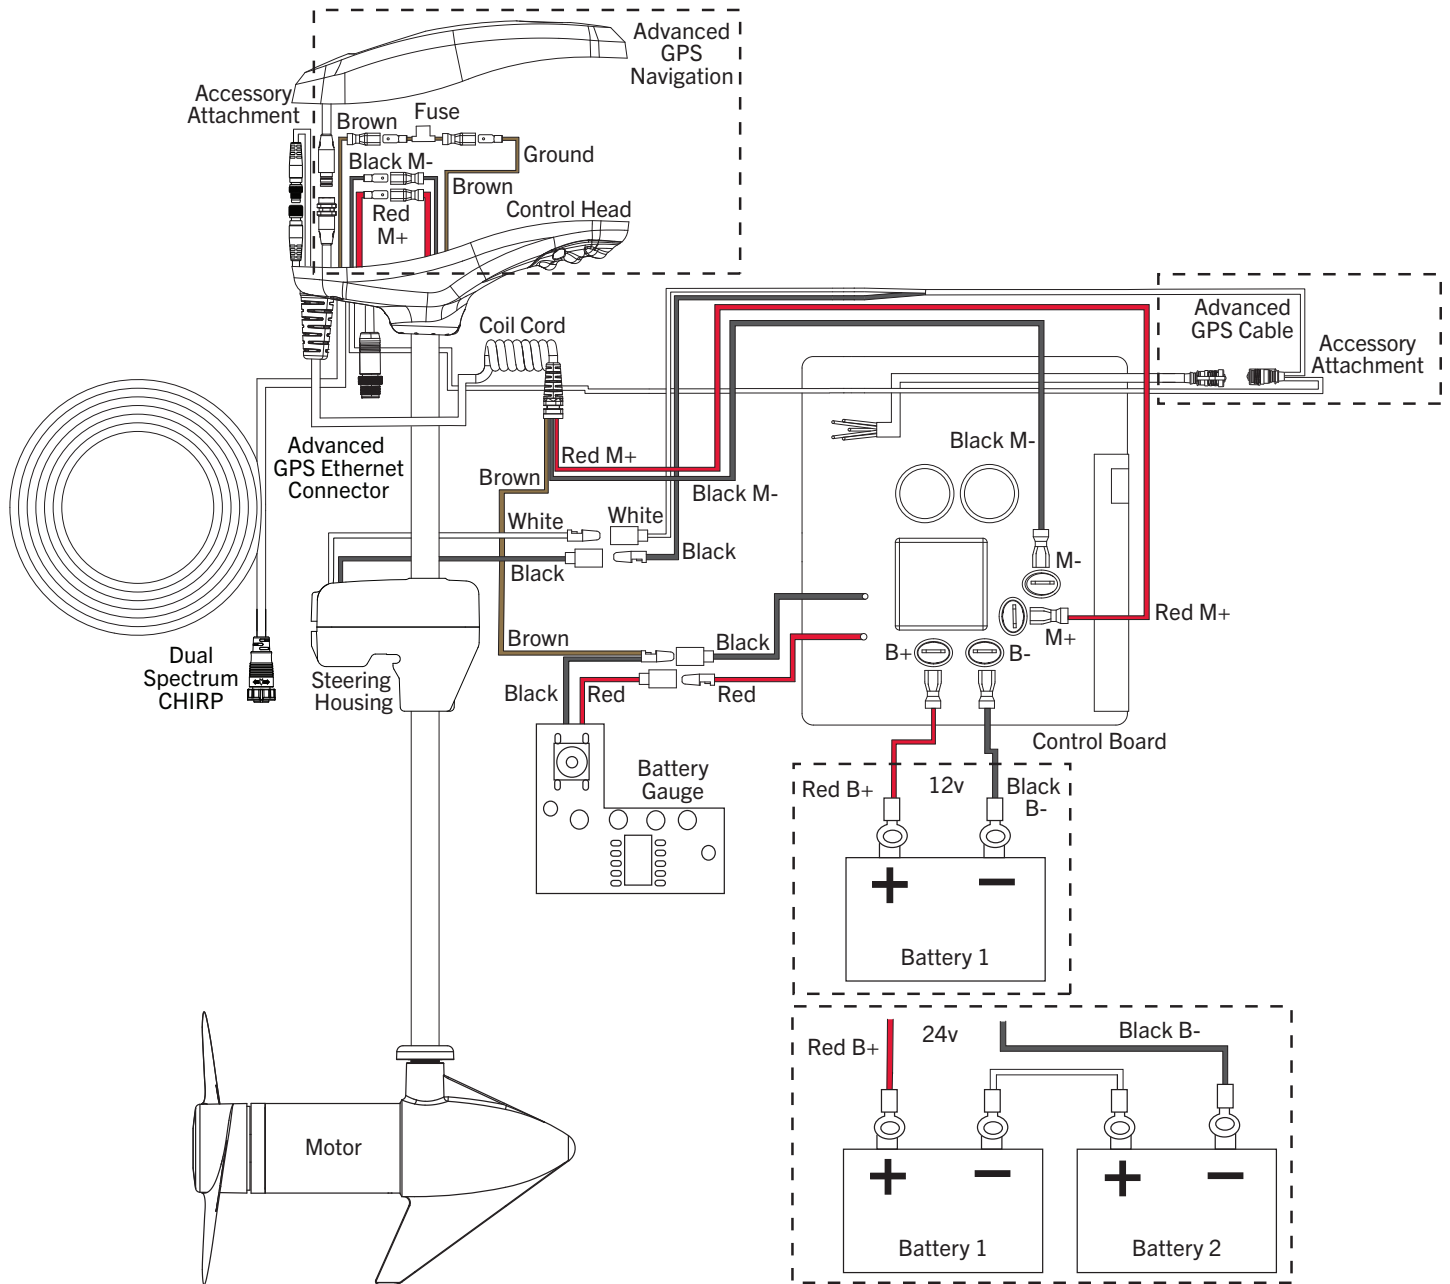 Advanced
GPS
Navigation
Accessory
Attachment
Fuse
Brown
Ground
Black M-
Brown
Red
M+
Control Head
Coil Cord
Advanced
GPS Cable
Accessory
Attachment
Advanced
GPS Ethernet
Connector
Red M+
Black M-
Brown
Black M-
White
White
Black
Black
M-
Red M+
M+
Brown
Black
B+
B-
Dual
Spectrum
CHIRP
Steering
Housing
Black
Red
Red
Control Board
Battery
Gauge
Red B+
12v
Black
B-
Battery 1
Red B+
24v
Black B-
Motor
Battery 1
Battery 2